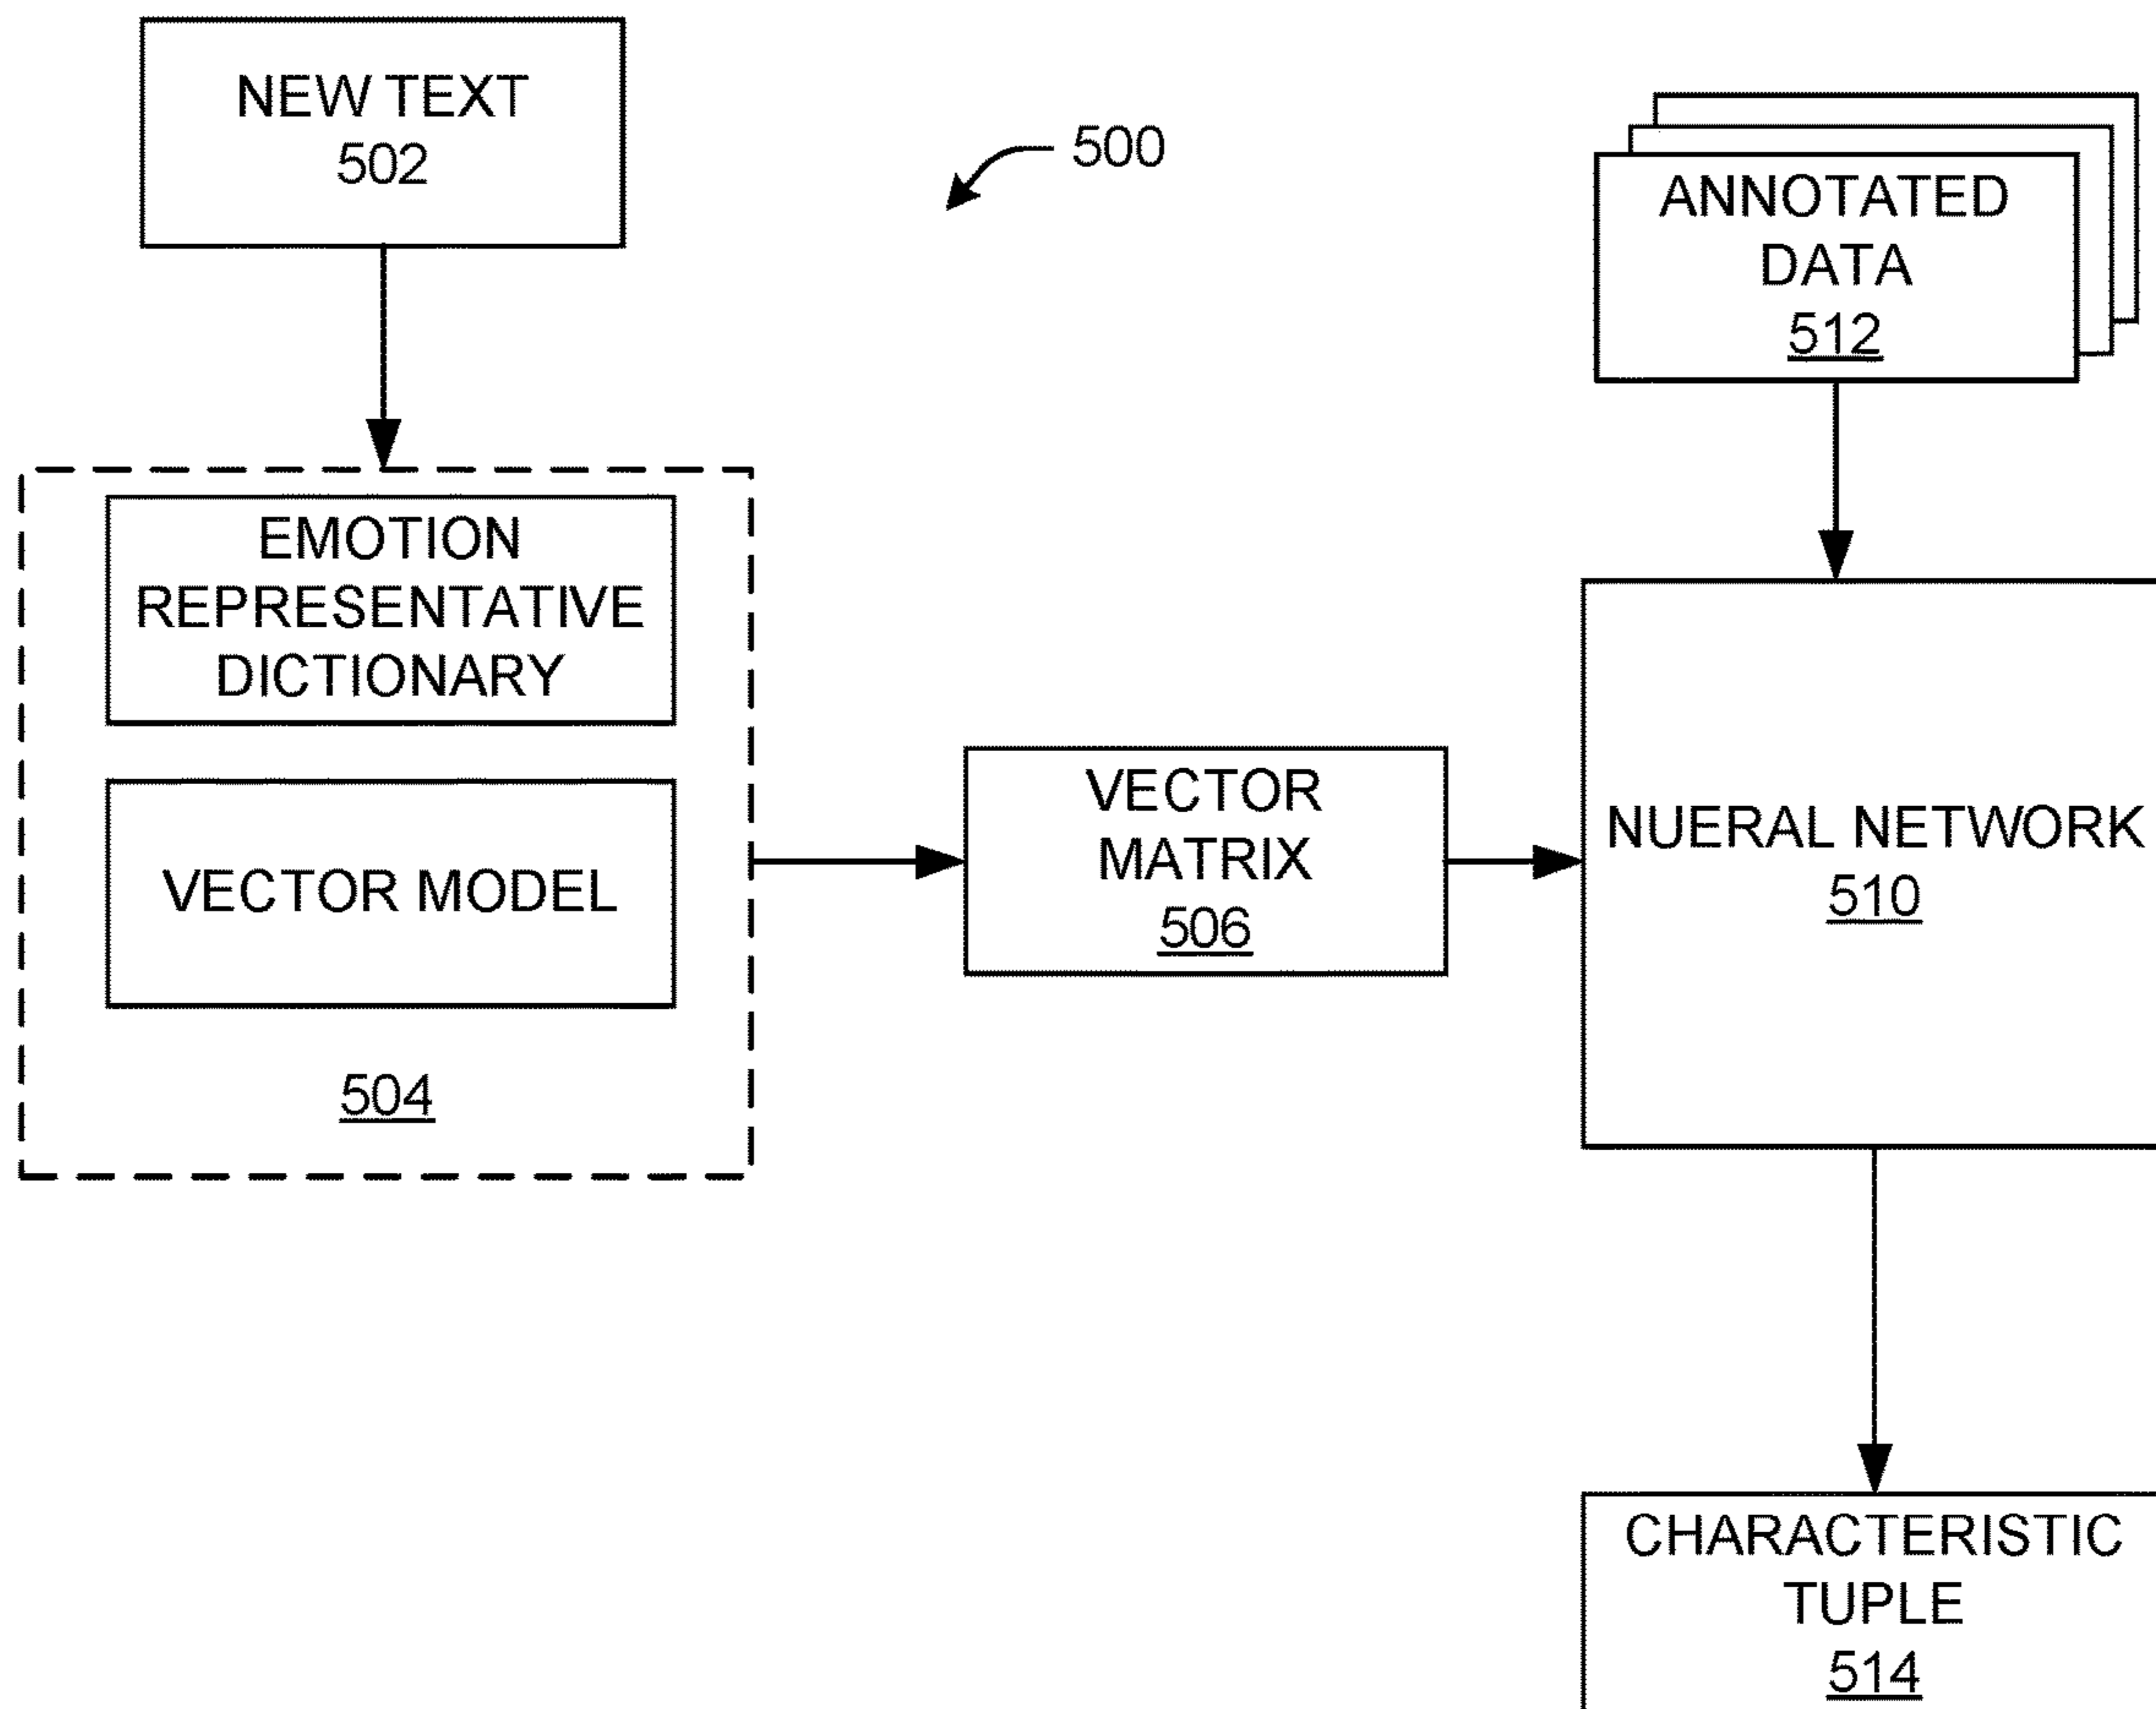 NEW TEXT
502
500
ANNOTATED
DATA
512
EMOTION
REPRESENTATIVE
DICTIONARY
VECTOR MODEL
504
VECTOR
MATRIX
506
NUERAL NETWORK
510
CHARACTERISTIC
TUPLE
514